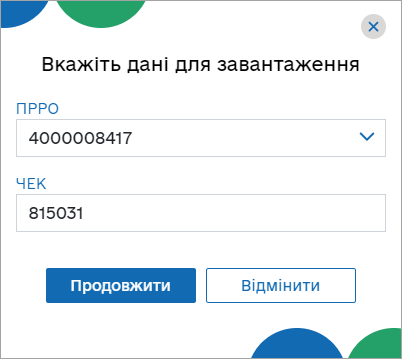 Вкажіть дані для завантаження
ПРРО
4000008417
ЧЕК
815031
Продовжити
Відмінити